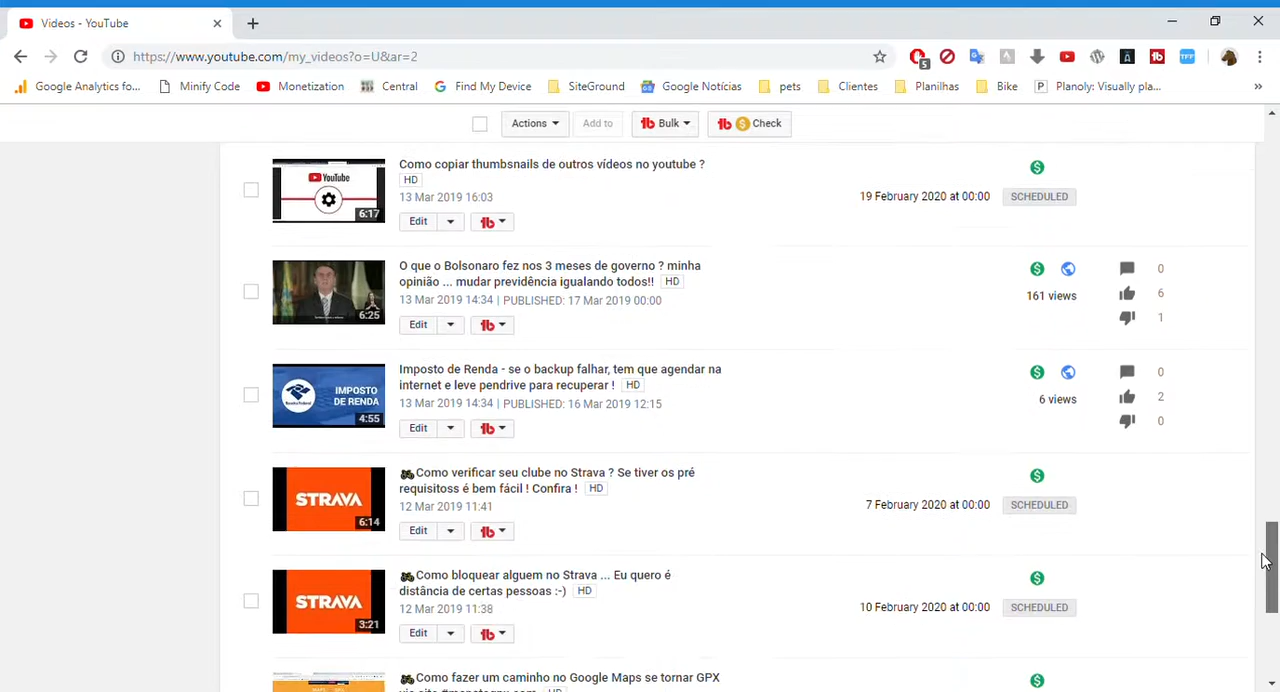 Videos - YouTube
https://www.youtube.com/my_videos?o=U&ar=2
5
Google Analytics fo...
Minify Code
Monetization
Central
Find My Device
SiteGround
Google Notícias
pets
Clientes
Planilhas
Bike
Planoly: Visually pla...
Actions
Add to
Bulk
Check
YouTube
6:17
Como copiar thumbsnails de outros vídeos no youtube ?
HD
13 Mar 2019 16:03
Edit
19 February 2020 at 00:00
SCHEDULED
6:25
O que o Bolsonaro fez nos 3 meses de governo ? minha
opinião ... mudar previdência igualando todos!! HD
13 Mar 2019 14:34 | PUBLISHED: 17 Mar 2019 00:00
Edit
161 views
0
6
1
IMPOSTO
DE RENDA
4:55
Imposto de Renda - se o backup falhar, tem que agendar na
internet e leve pendrive para recuperar ! HD
13 Mar 2019 14:34 | PUBLISHED: 16 Mar 2019 12:15
Edit
6 views
0
2
0
STRAVA
6:14
Como verificar seu clube no Strava ? Se tiver os pré
requisitoss é bem fácil ! Confira ! HD
12 Mar 2019 11:41
Edit
7 February 2020 at 00:00
SCHEDULED
STRAVA
3:21
Como bloquear alguem no Strava ... Eu quero é
distância de certas pessoas :-) HD
12 Mar 2019 11:38
Edit
10 February 2020 at 00:00
SCHEDULED
Como fazer um caminho no Google Maps se tornar GPX